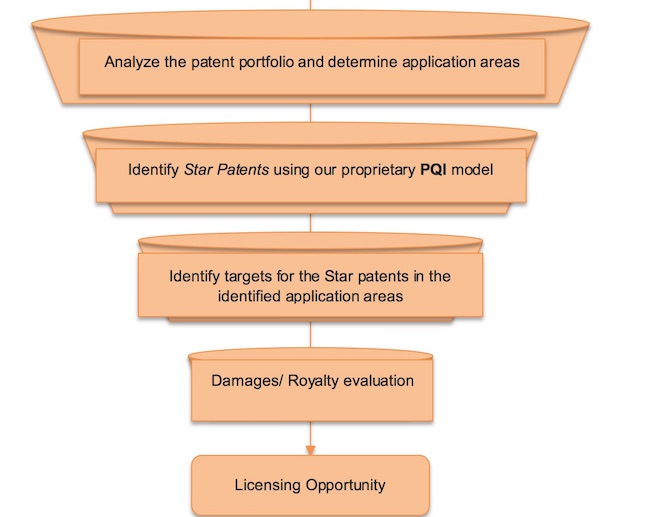 Analyze the patent portfolio and determine application areas
Identify Star Patents using our proprietary PQI model
Identify targets for the Star patents in the
identified application areas
Damages/ Royalty evaluation
Licensing Opportunity